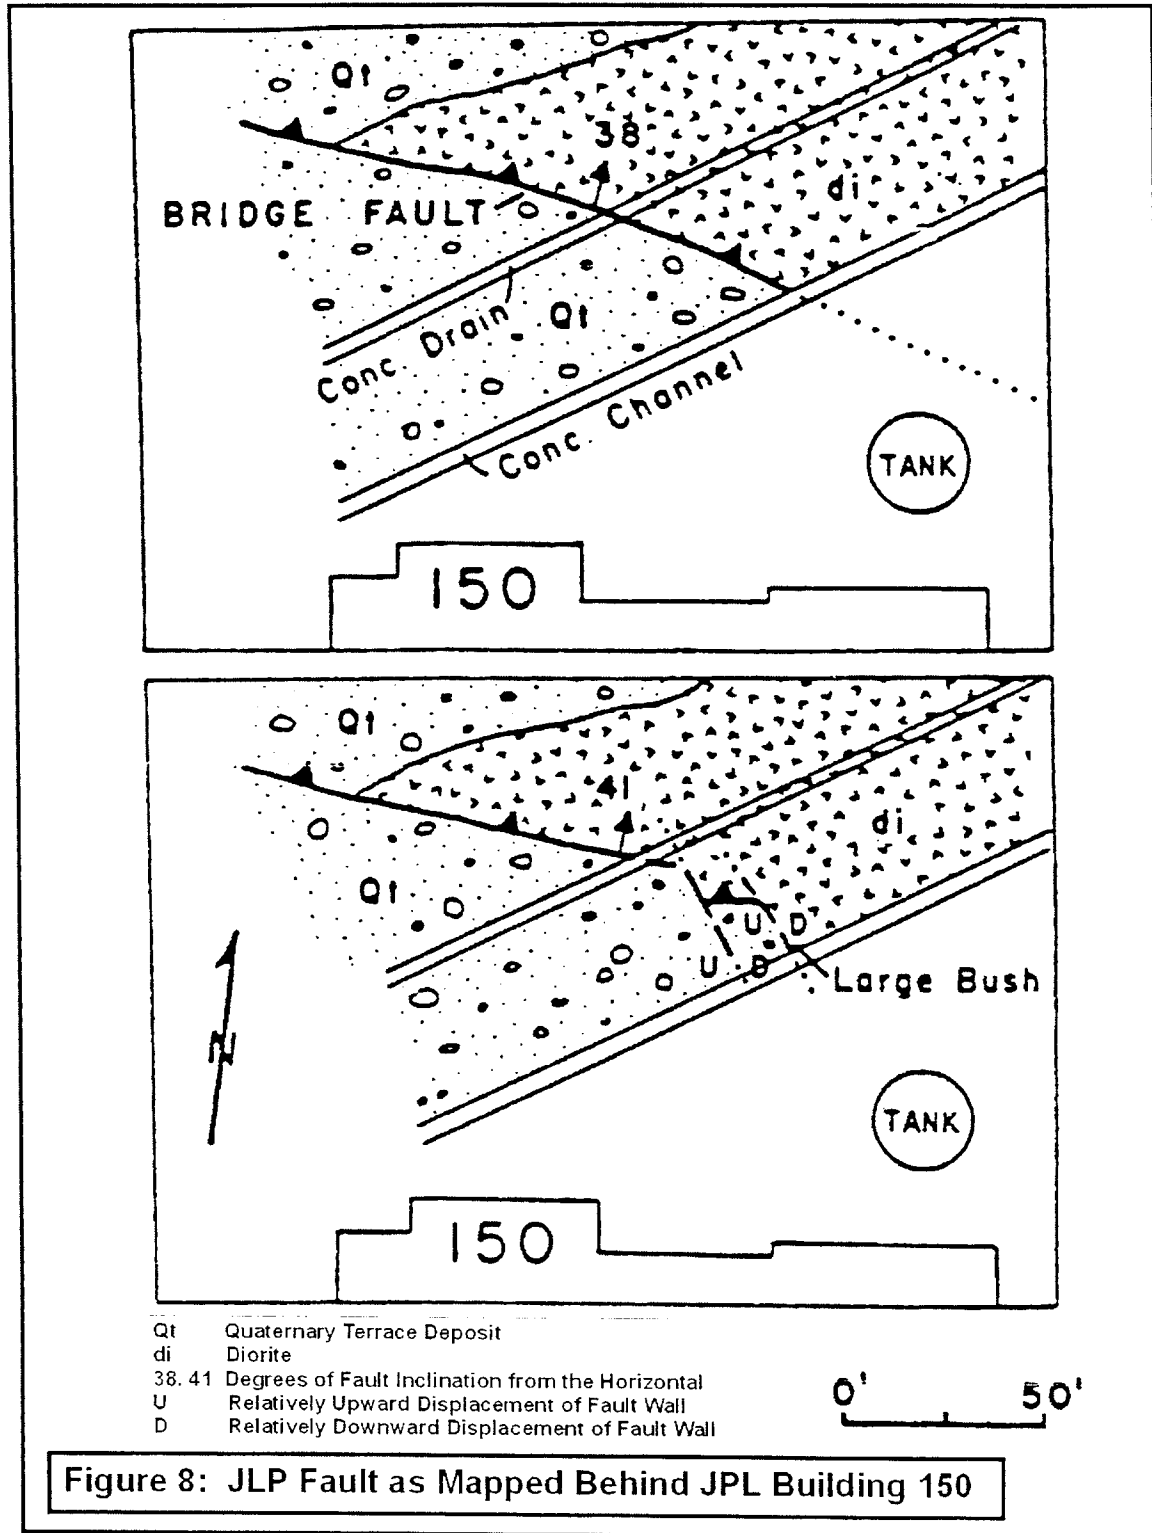 Qt
38
di
BRIDGE FAULT
Qt
Conc. Drain
Conc. Channel
TANK
150
Qt
41
di
Qt
U D
U D
Large Bush
N
TANK
150
Qt Quaternary Terrace Deposit
di Diorite
38. 41 Degrees of Fault Inclination from the Horizontal
U Relatively Upward Displacement of Fault Wall
D Relatively Downward Displacement of Fault Wall
0' 50'
Figure 8: JLP Fault as Mapped Behind JPL Building 150